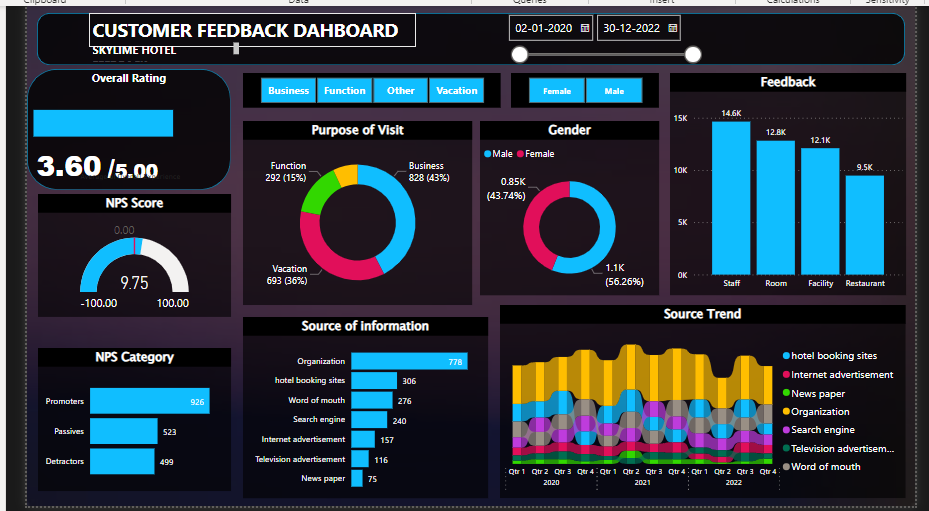 Clipboard
Data
Queries
Insert
Calculations
Sensitivity
CUSTOMER FEEDBACK DAHBOARD
SKYLIME HOTEL
02-01-2020
30-12-2022
Overall Rating
3.60 /5.00
Business
Function
Other
Vacation
Female
Male
Feedback
15K
10K
5K
0K
14.6K
12.8K
12.1K
9.5K
Staff
Room
Facility
Restaurant
Purpose of Visit
Function
292 (15%)
Business
828 (43%)
Vacation
693 (36%)
Gender
Male
Female
0.85K
(43.74%)
1.1K
(56.26%)
NPS Score
0.00
9.75
-100.00
100.00
NPS Category
Promoters 926
Passives 523
Detractors 499
Source of information
Organization 778
hotel booking sites 306
Word of mouth 276
Search engine 240
Internet advertisement 157
Television advertisement 116
News paper 75
Source Trend
hotel booking sites
Internet advertisement
News paper
Organization
Search engine
Television advertisem...
Word of mouth
Qtr 1 Qtr 2 Qtr 3 Qtr 4 Qtr 1 Qtr 2 Qtr 3 Qtr 4 Qtr 1 Qtr 2 Qtr 3 Qtr 4
2020 2021 2022